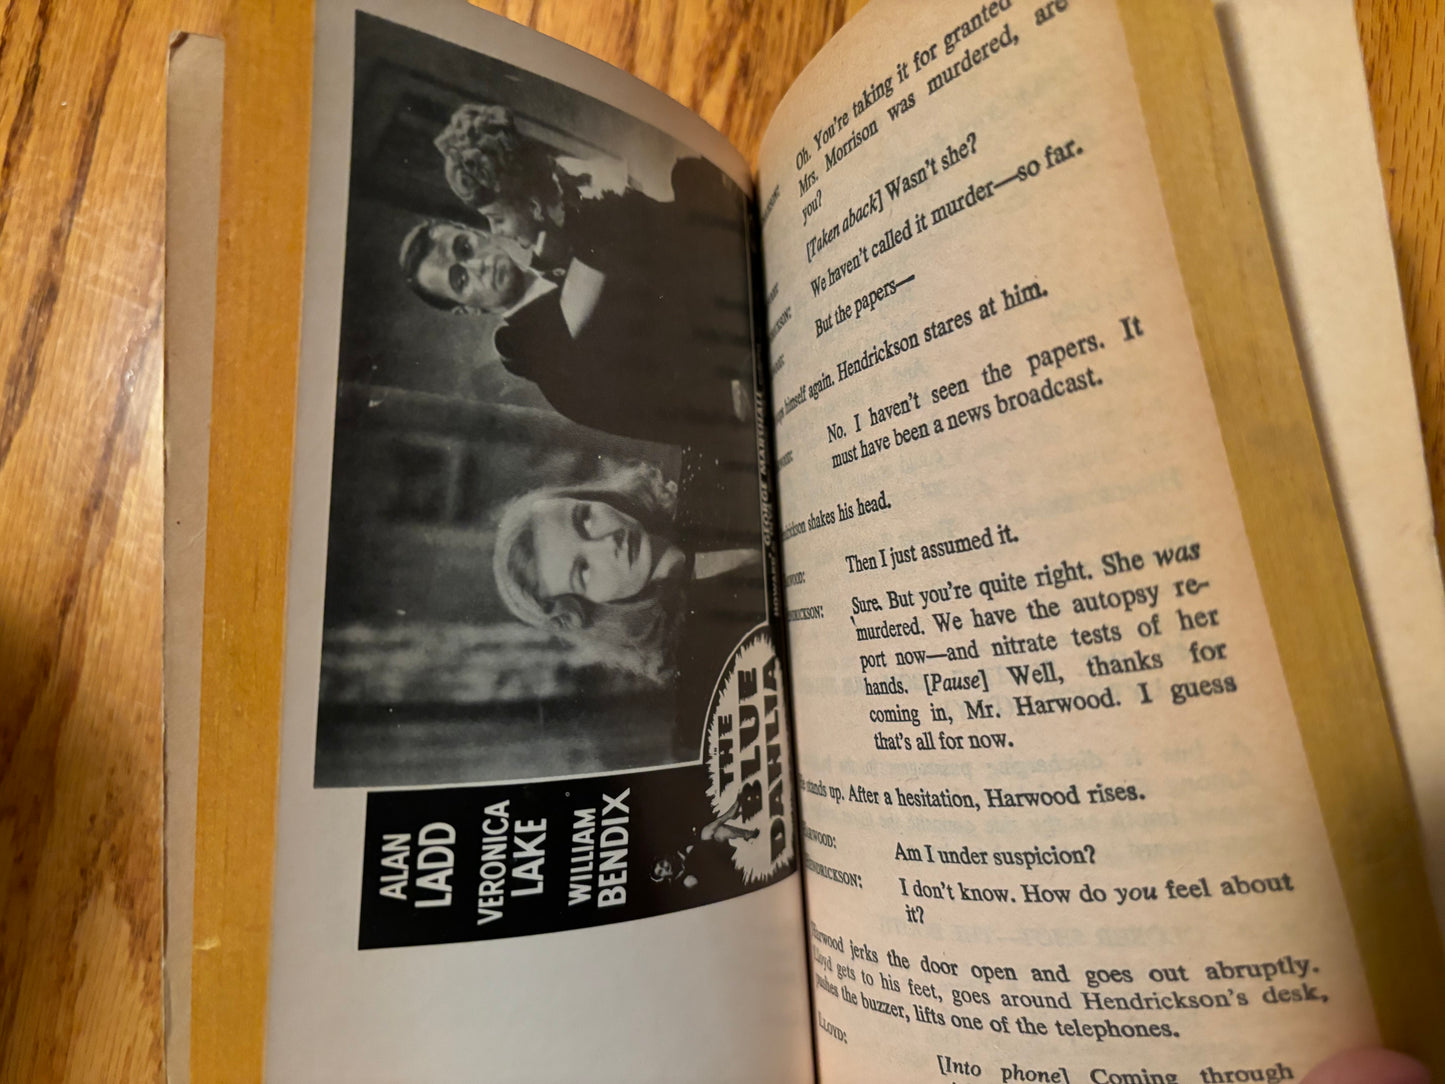 ALAN
LADD
VERONICA
LAKE
WILLIAM
BENDIX
THE
BLUE
DAHLIA
HOWARD GEORGE MARSHALL
Oh. You're taking it for granted
Mrs. Morrison was murdered, are
you?
[Taken aback] Wasn't she?
We haven't called it murder—so far.
But the papers—
himself again. Hendrickson stares at him.
No. I haven't seen the papers. It
must have been a news broadcast.
shakes his head.
Then I just assumed it.
Sure. But you're quite right. She was
murdered. We have the autopsy re-
port now—and nitrate tests of her
hands. [Pause] Well, thanks for
coming in, Mr. Harwood. I guess
that's all for now.
stands up. After a hesitation, Harwood rises.
HARWOOD:
Am I under suspicion?
HENDRICKSON:
I don't know. How do you feel about
it?
Harwood jerks the door open and goes out abruptly.
Lloyd gets to his feet, goes around Hendrickson's desk,
pushes the buzzer, lifts one of the telephones.
LLOYD:
[Into phone] Coming through